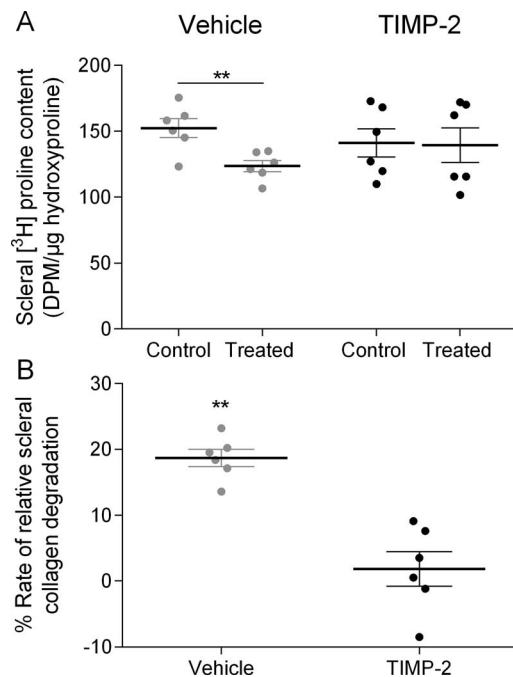 A
Vehicle
TIMP-2
Scleral [³H] proline content
(DPM/µg hydroxyproline)
200
150
100
50
0
**
Control Treated Control Treated
B
% Rate of relative scleral
collagen degradation
30
20
10
0
-10
**
Vehicle TIMP-2